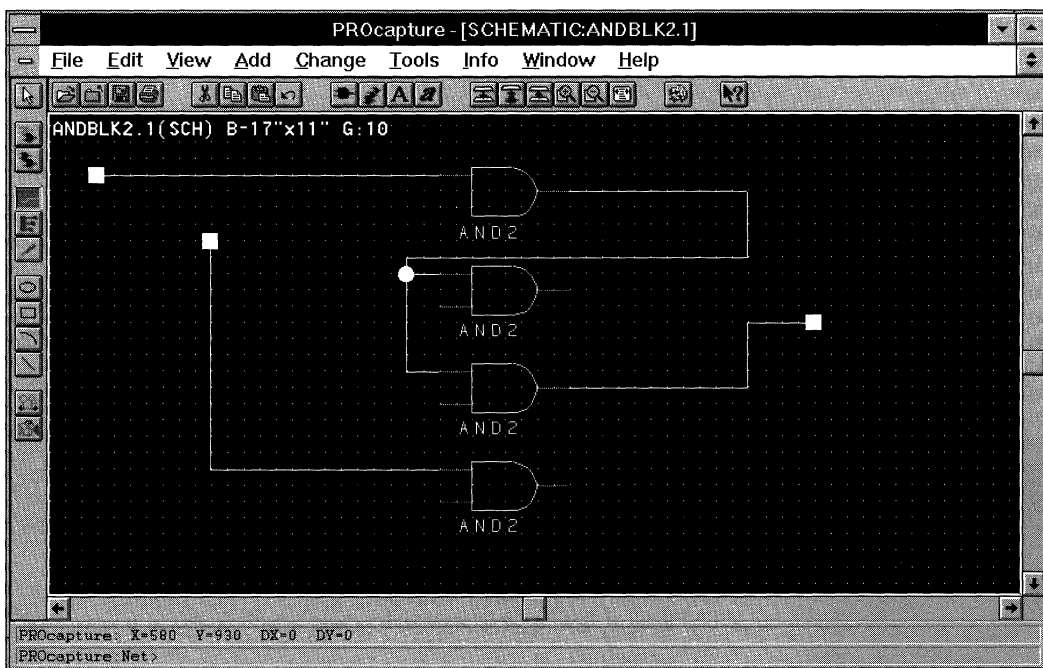 PROcapture - [SCHEMATIC:ANDBLK2.1]
File Edit View Add Change Tools Info Window Help
A a
ANDBLK2.1(SCH) B-17"x11" G:10
AND2
AND2
AND2
AND2
PROcapture: X=580 Y=930 DX=0 DY=0
PROcapture:Net>